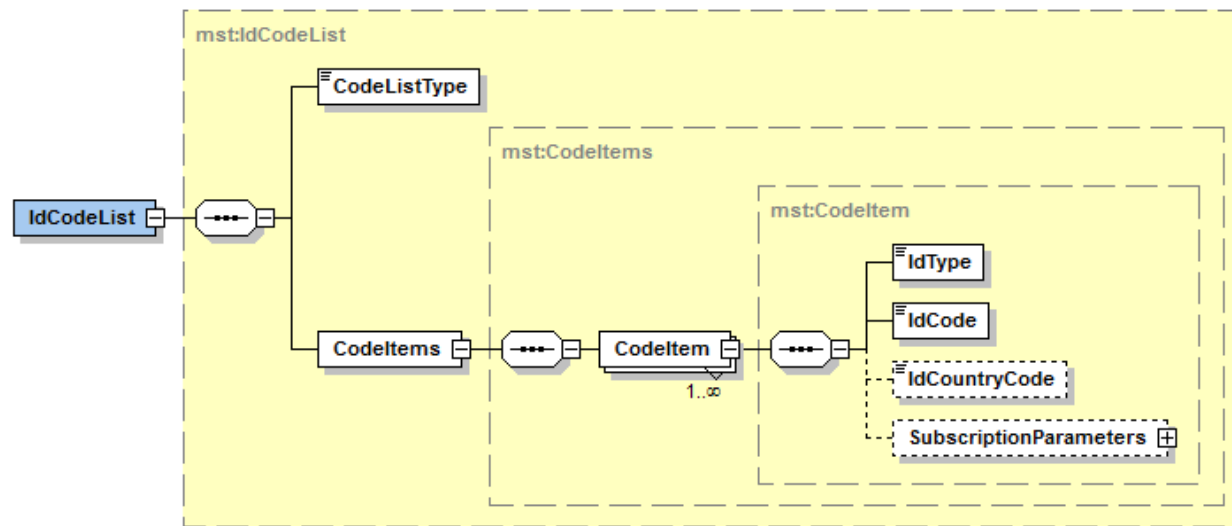 mst:IdCodeList
CodeListType
mst:CodeItems
mst:CodeItem
IdCodeList
IdType
IdCode
CodeItems
CodeItem
1..∞
IdCountryCode
SubscriptionParameters